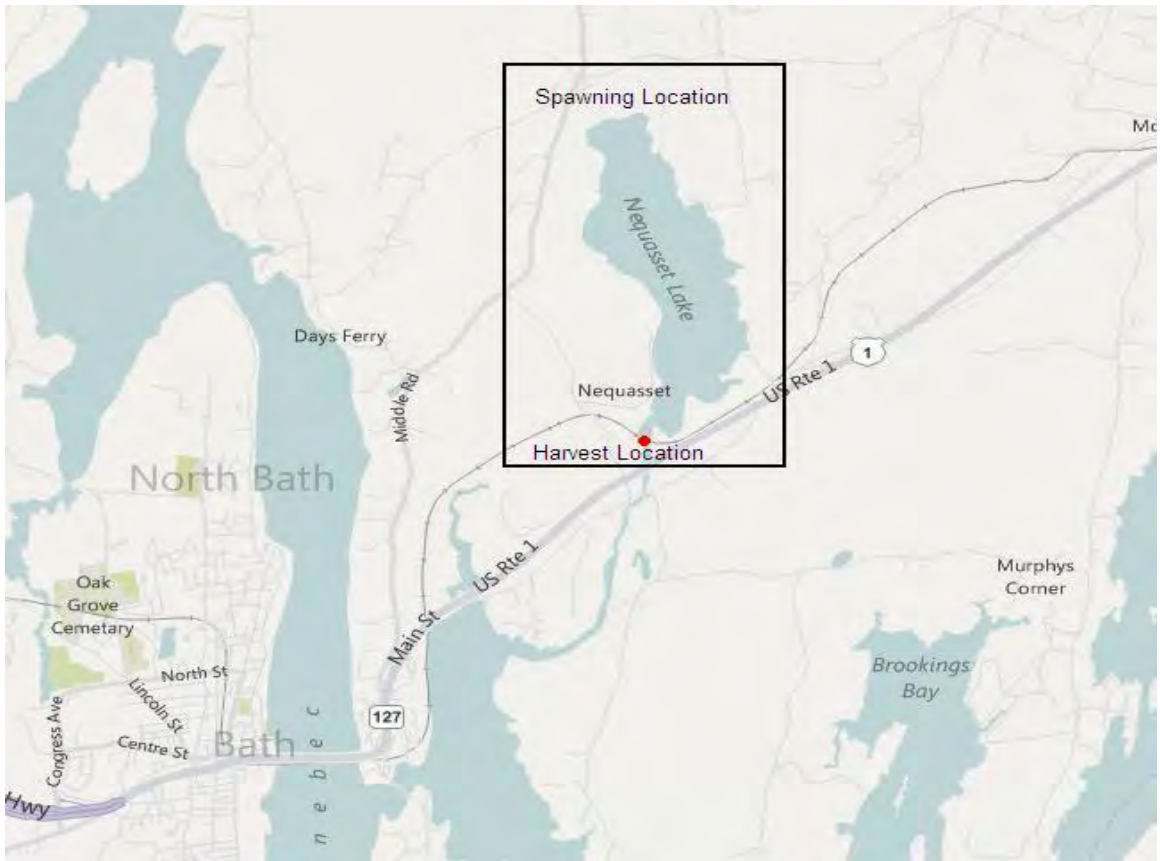 Spawning Location
Mc
Nequasset Lake
Days Ferry
1
US Rte 1
Middle Rd
Nequasset
Harvest Location
North Bath
US Rte 1
Murphys
Corner
Oak
Grove
Cemetary
Main St
Brookings
Bay
North St
Lincoln St
Congress Ave
127
Centre St
Bath
nebec
Hwy